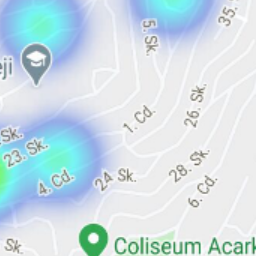 5. Sk.
35.
eji
1. Cd.
26. Sk.
Sk.
23. Sk.
4. Cd.
24 Sk.
28. Sk.
6. Cd.
Sk.
Coliseum Acar